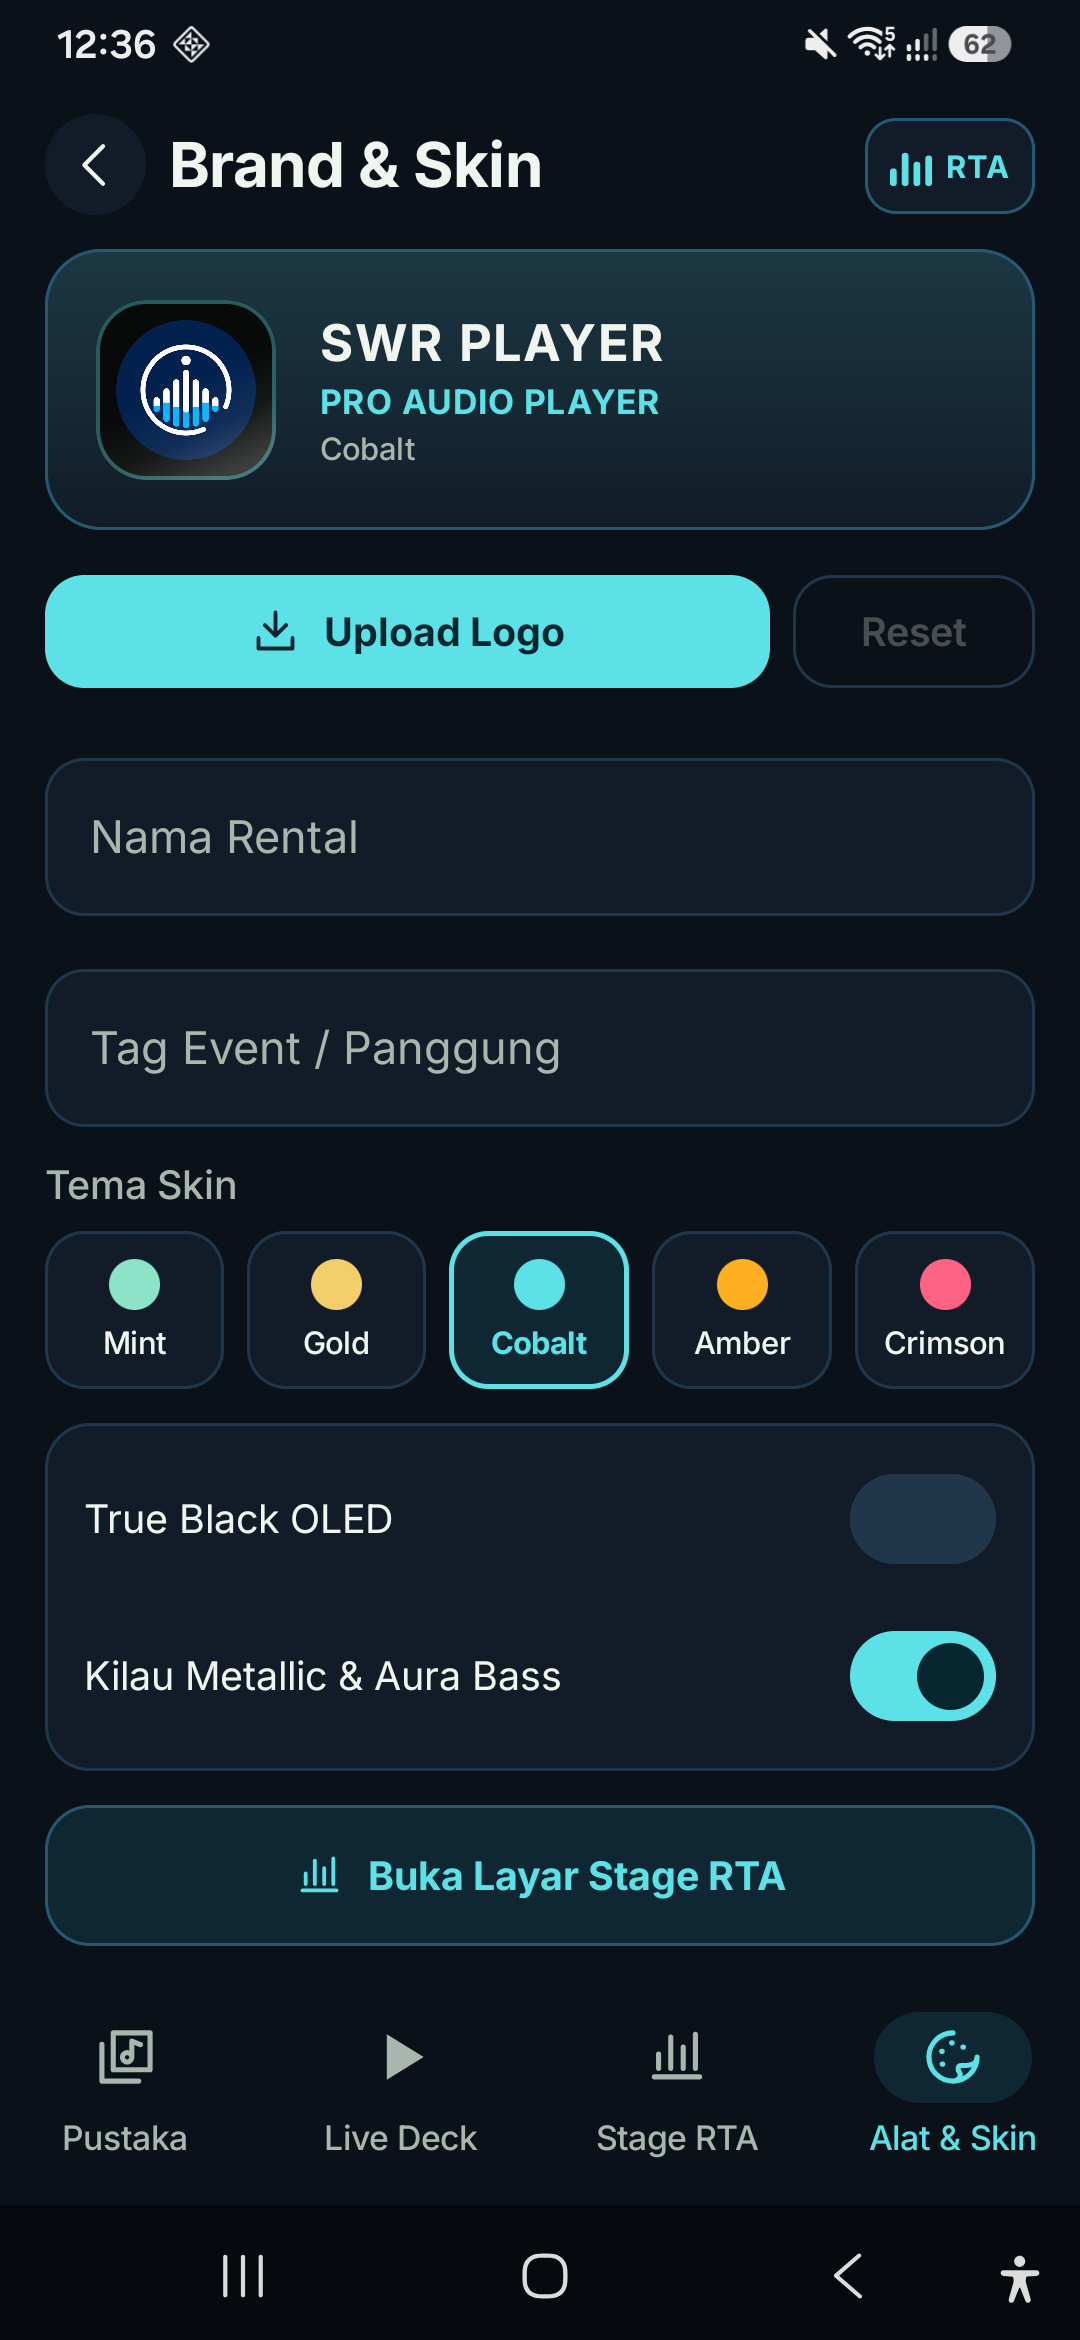 12:36
5
62
Brand & Skin
RTA
SWR PLAYER
PRO AUDIO PLAYER
Cobalt
Upload Logo
Reset
Nama Rental
Tag Event / Panggung
Tema Skin
Mint
Gold
Cobalt
Amber
Crimson
True Black OLED
Kilau Metallic & Aura Bass
Buka Layar Stage RTA
Pustaka
Live Deck
Stage RTA
Alat & Skin